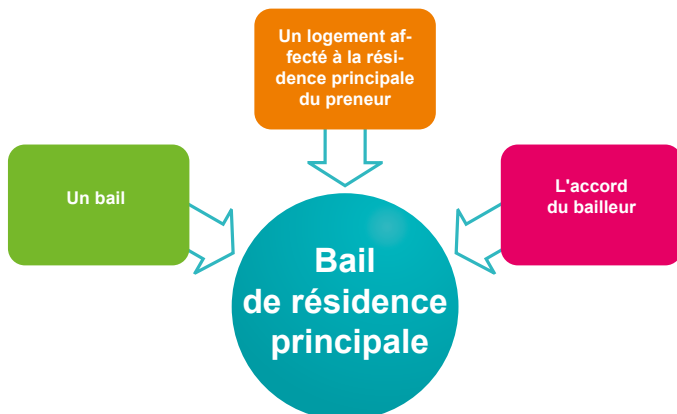 Un logement af-
fecté à la rési-
dence principale
du preneur
Un bail
L'accord
du bailleur
Bail
de résidence
principale